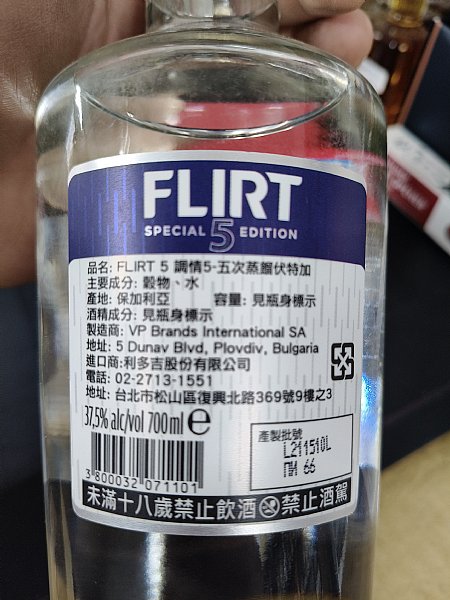 FLIRT
SPECIAL 5 EDITION
品名: FLIRT 5 調情5-五次蒸餾伏特加
主要成分: 穀物、水
產地: 保加利亞 容量: 見瓶身標示
酒精成分: 見瓶身標示
製造商: VP Brands International SA
地址: 5 Dunav Blvd, Plovdiv, Bulgaria
進口商:利多吉股份有限公司
電話: 02-2713-1551
地址: 台北市松山區復興北路369號9樓之3
37,5% alc/vol 700ml e
產製批號
L211510L
ПИ 66
3 800032 071101
未滿十八歲禁止飲酒 禁止酒駕